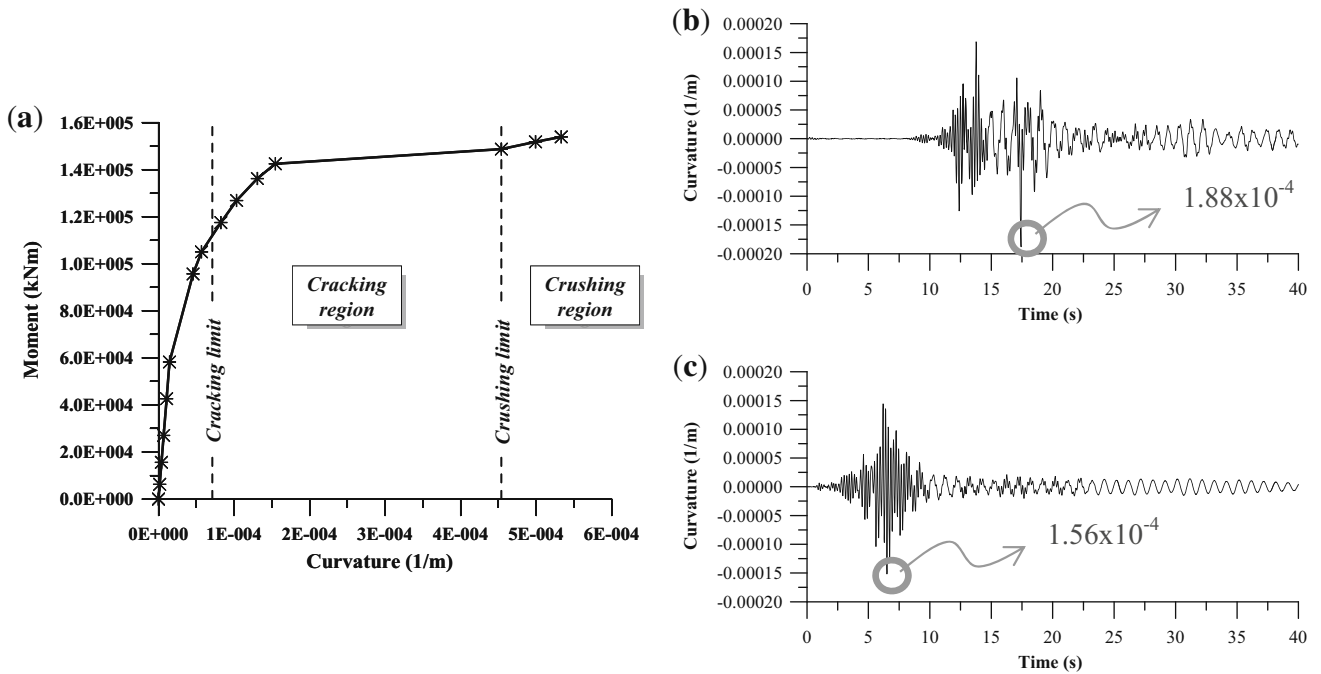 (a)
1.6E+005
1.4E+005
1.2E+005
1.0E+005
8.0E+004
6.0E+004
4.0E+004
2.0E+004
0.0E+000
Moment (kNm)
Cracking limit
Cracking
region
Crushing limit
Crushing
region
0E+000 1E-004 2E-004 3E-004 4E-004 5E-004 6E-004
Curvature (1/m)
(b)
0.00020
0.00015
0.00010
0.00005
0.00000
-0.00005
-0.00010
-0.00015
-0.00020
Curvature (1/m)
1.88x10-4
0 5 10 15 20 25 30 35 40
Time (s)
(c)
0.00020
0.00015
0.00010
0.00005
0.00000
-0.00005
-0.00010
-0.00015
-0.00020
Curvature (1/m)
1.56x10-4
0 5 10 15 20 25 30 35 40
Time (s)